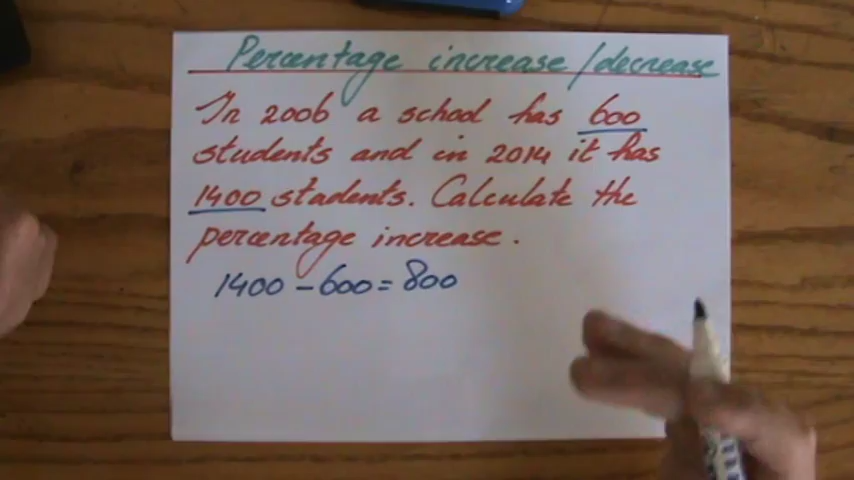 Percentage increase/decrease
In 2006 a school has 600
students and in 2014 it has
1400 students. Calculate the
percentage increase.
1400 - 600 = 800